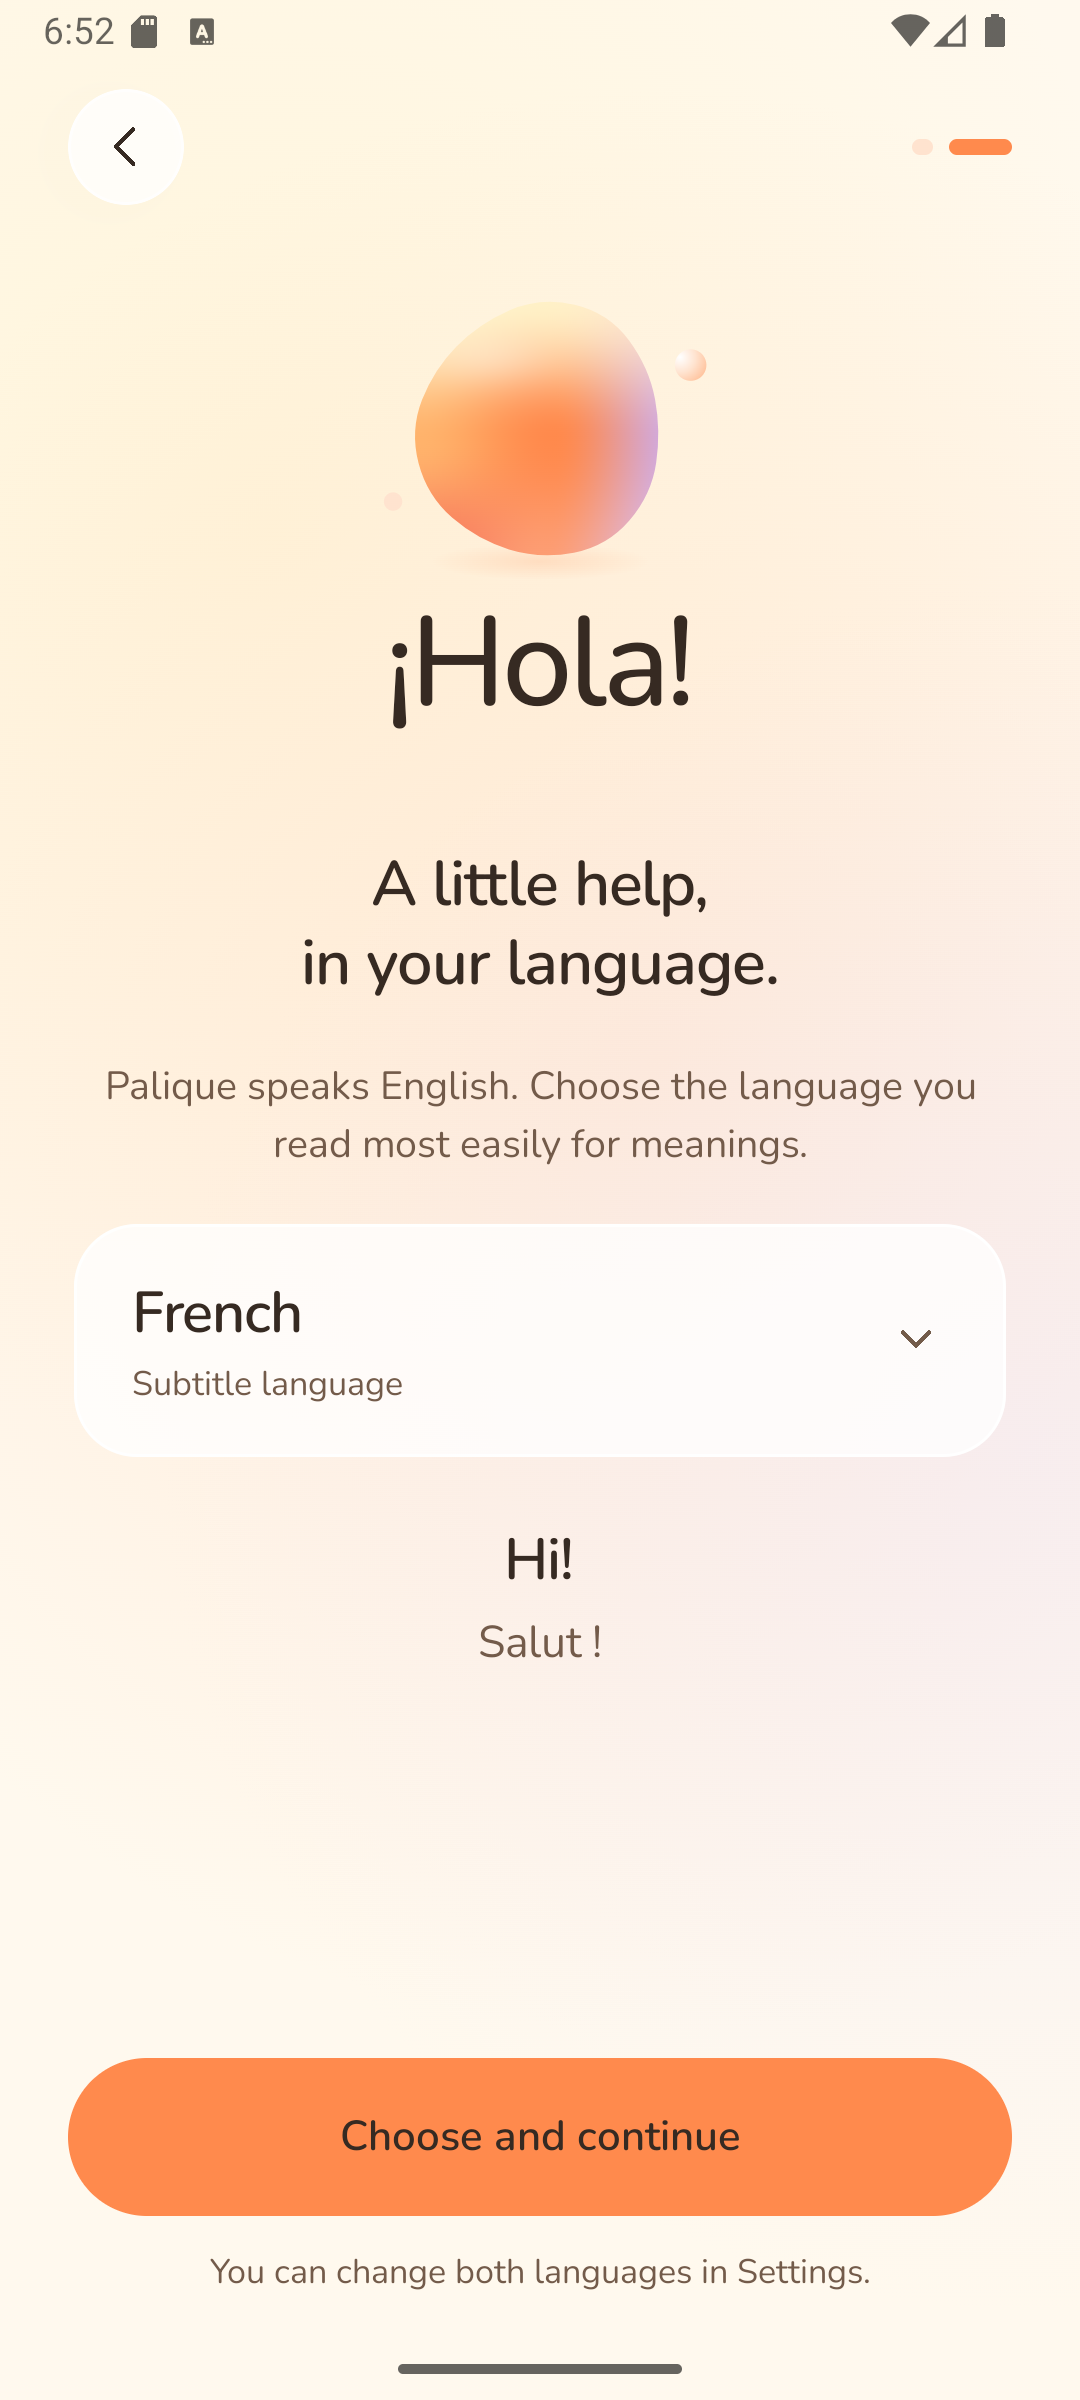 6:52
¡Hola!
A little help,
in your language.
Palique speaks English. Choose the language you
read most easily for meanings.
French
Subtitle language
Hi!
Salut !
Choose and continue
You can change both languages in Settings.